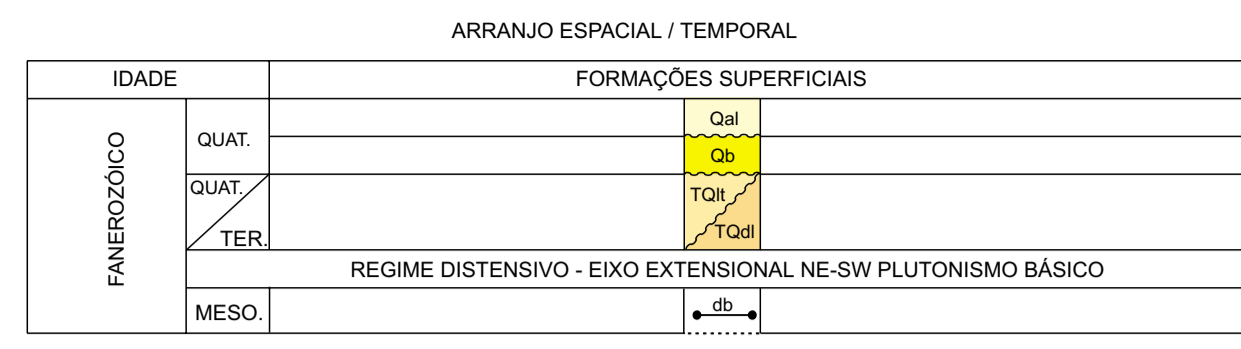 ARRANJO ESPACIAL / TEMPORAL
IDADE
FORMAÇÕES SUPERFICIAIS
FANEROZÓICO
QUAT.
Qal
Qb
QUAT.
TER.
TQlt
TQdl
REGIME DISTENSIVO - EIXO EXTENSIONAL NE-SW PLUTONISMO BÁSICO
MESO.
db